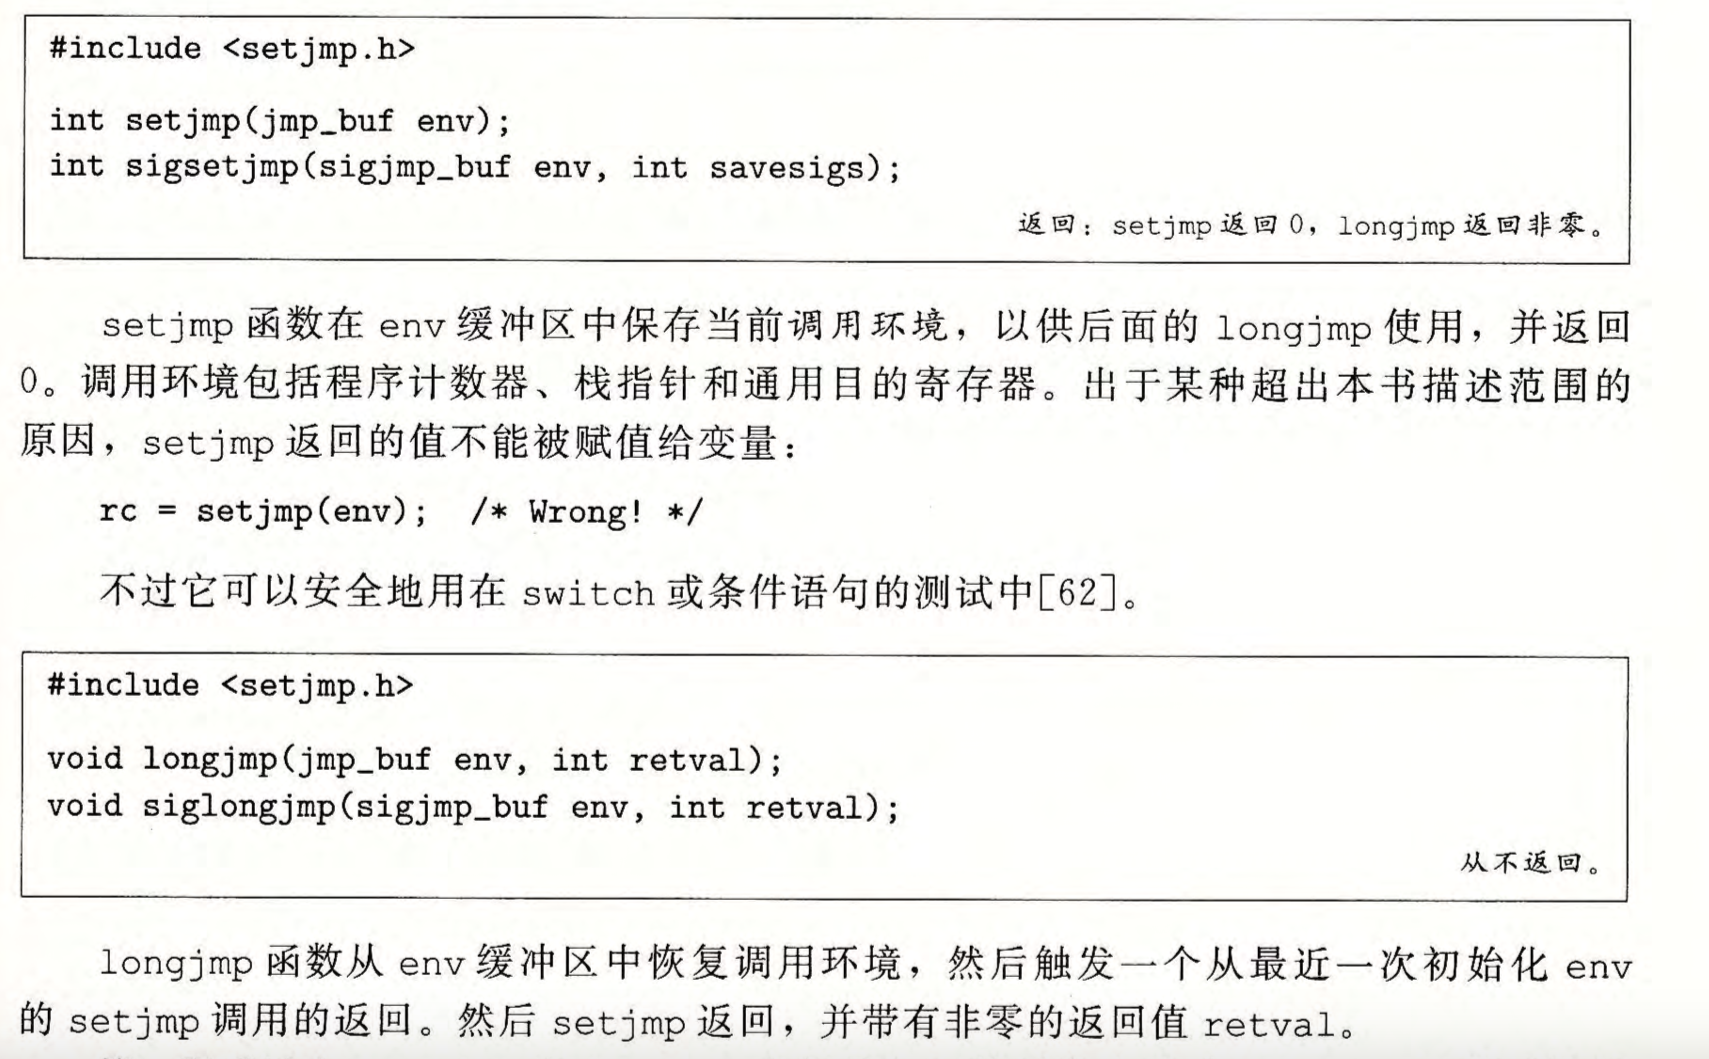 #include <setjmp.h>
int setjmp(jmp_buf env);
int sigsetjmp(sigjmp_buf env, int savesigs);
返回：setjmp 返回 0，longjmp 返回非零。
setjmp 函数在 env 缓冲区中保存当前调用环境，以供后面的 longjmp 使用，并返回
0。调用环境包括程序计数器、栈指针和通用目的寄存器。出于某种超出本书描述范围的
原因，setjmp 返回的值不能被赋值给变量：
rc = setjmp(env);  /* Wrong! */
不过它可以安全地用在 switch 或条件语句的测试中[62]。
#include <setjmp.h>
void longjmp(jmp_buf env, int retval);
void siglongjmp(sigjmp_buf env, int retval);
从不返回。
longjmp 函数从 env 缓冲区中恢复调用环境，然后触发一个从最近一次初始化 env
的 setjmp 调用的返回。然后 setjmp 返回，并带有非零的返回值 retval。